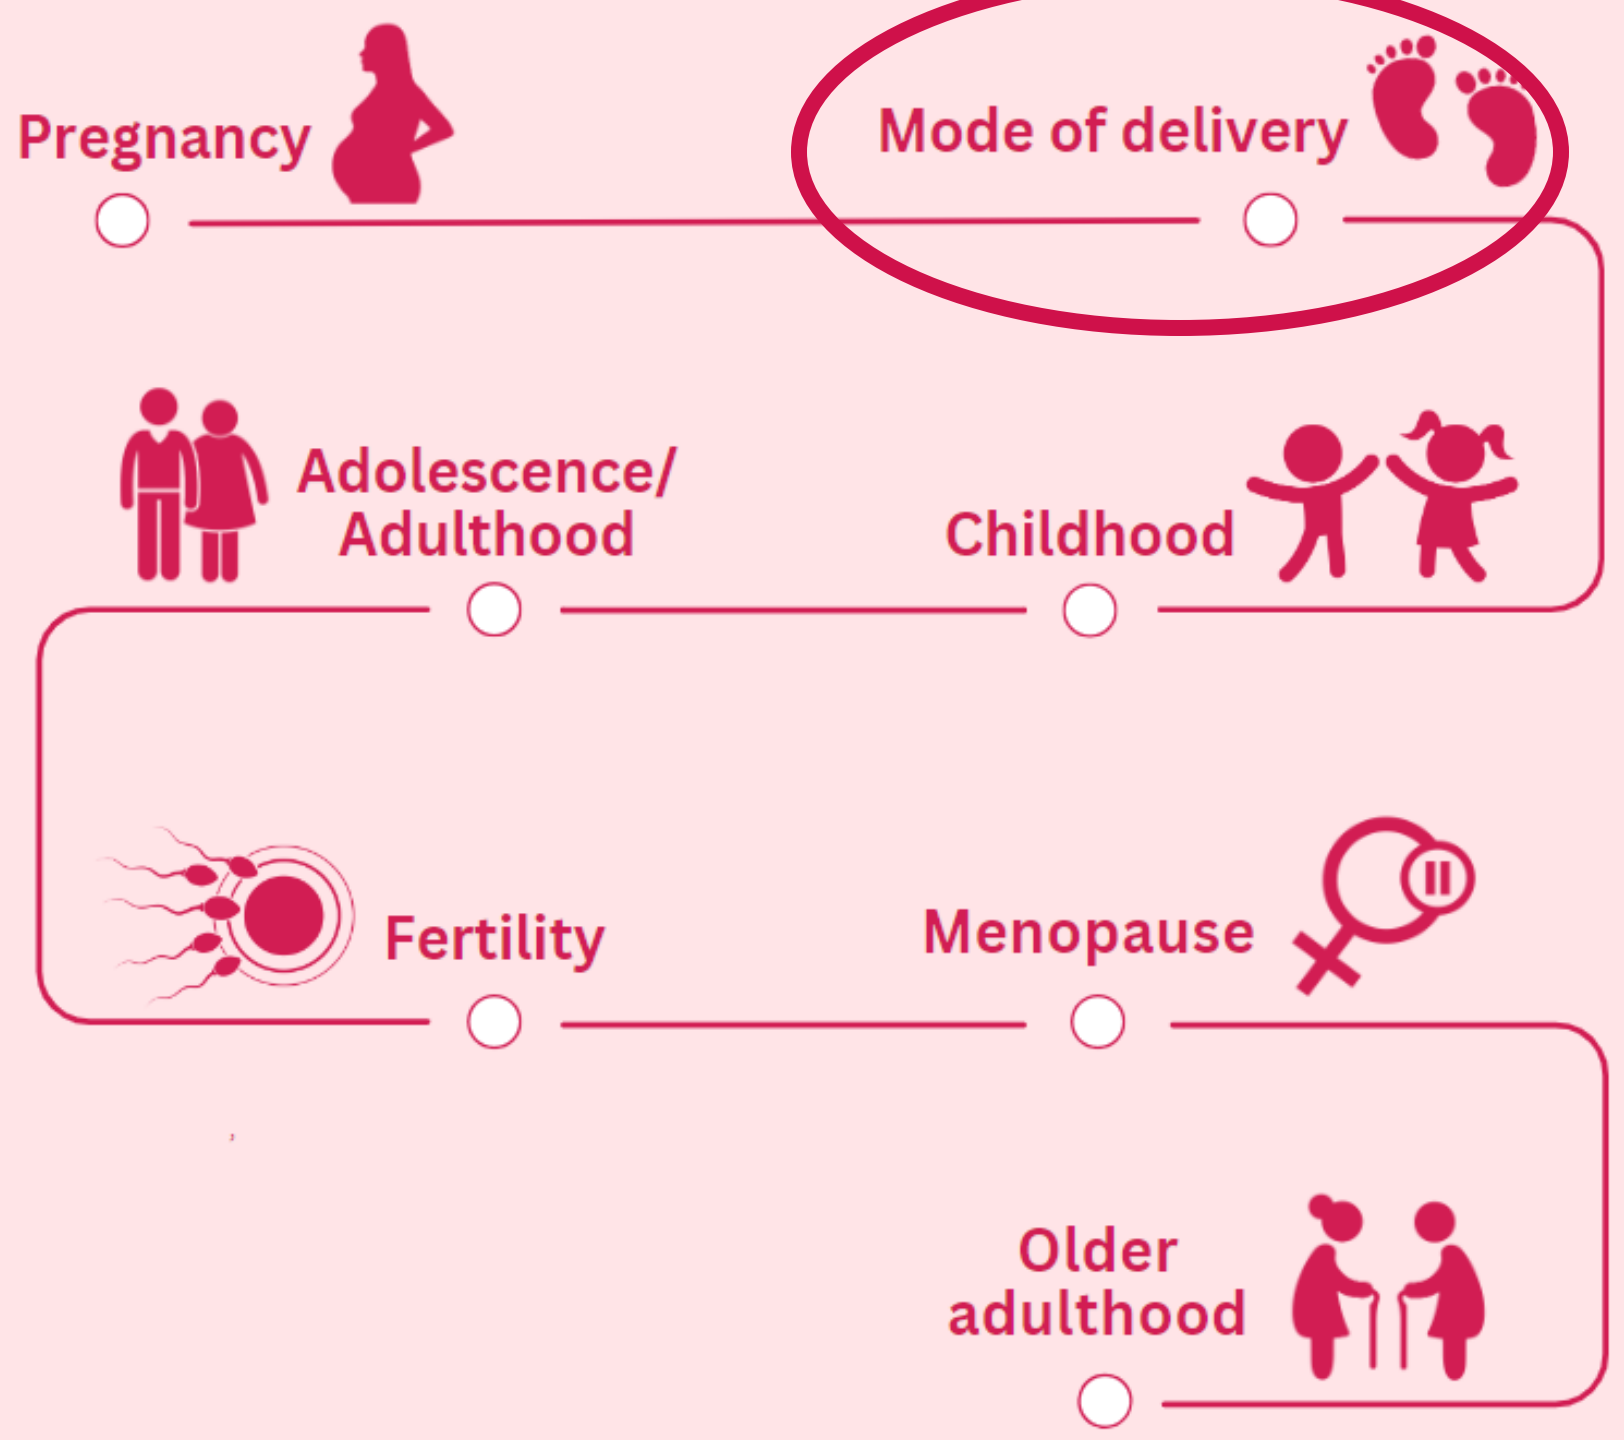 Pregnancy
Mode of delivery
Adolescence/
Adulthood
Childhood
Fertility
Menopause
Older
adulthood